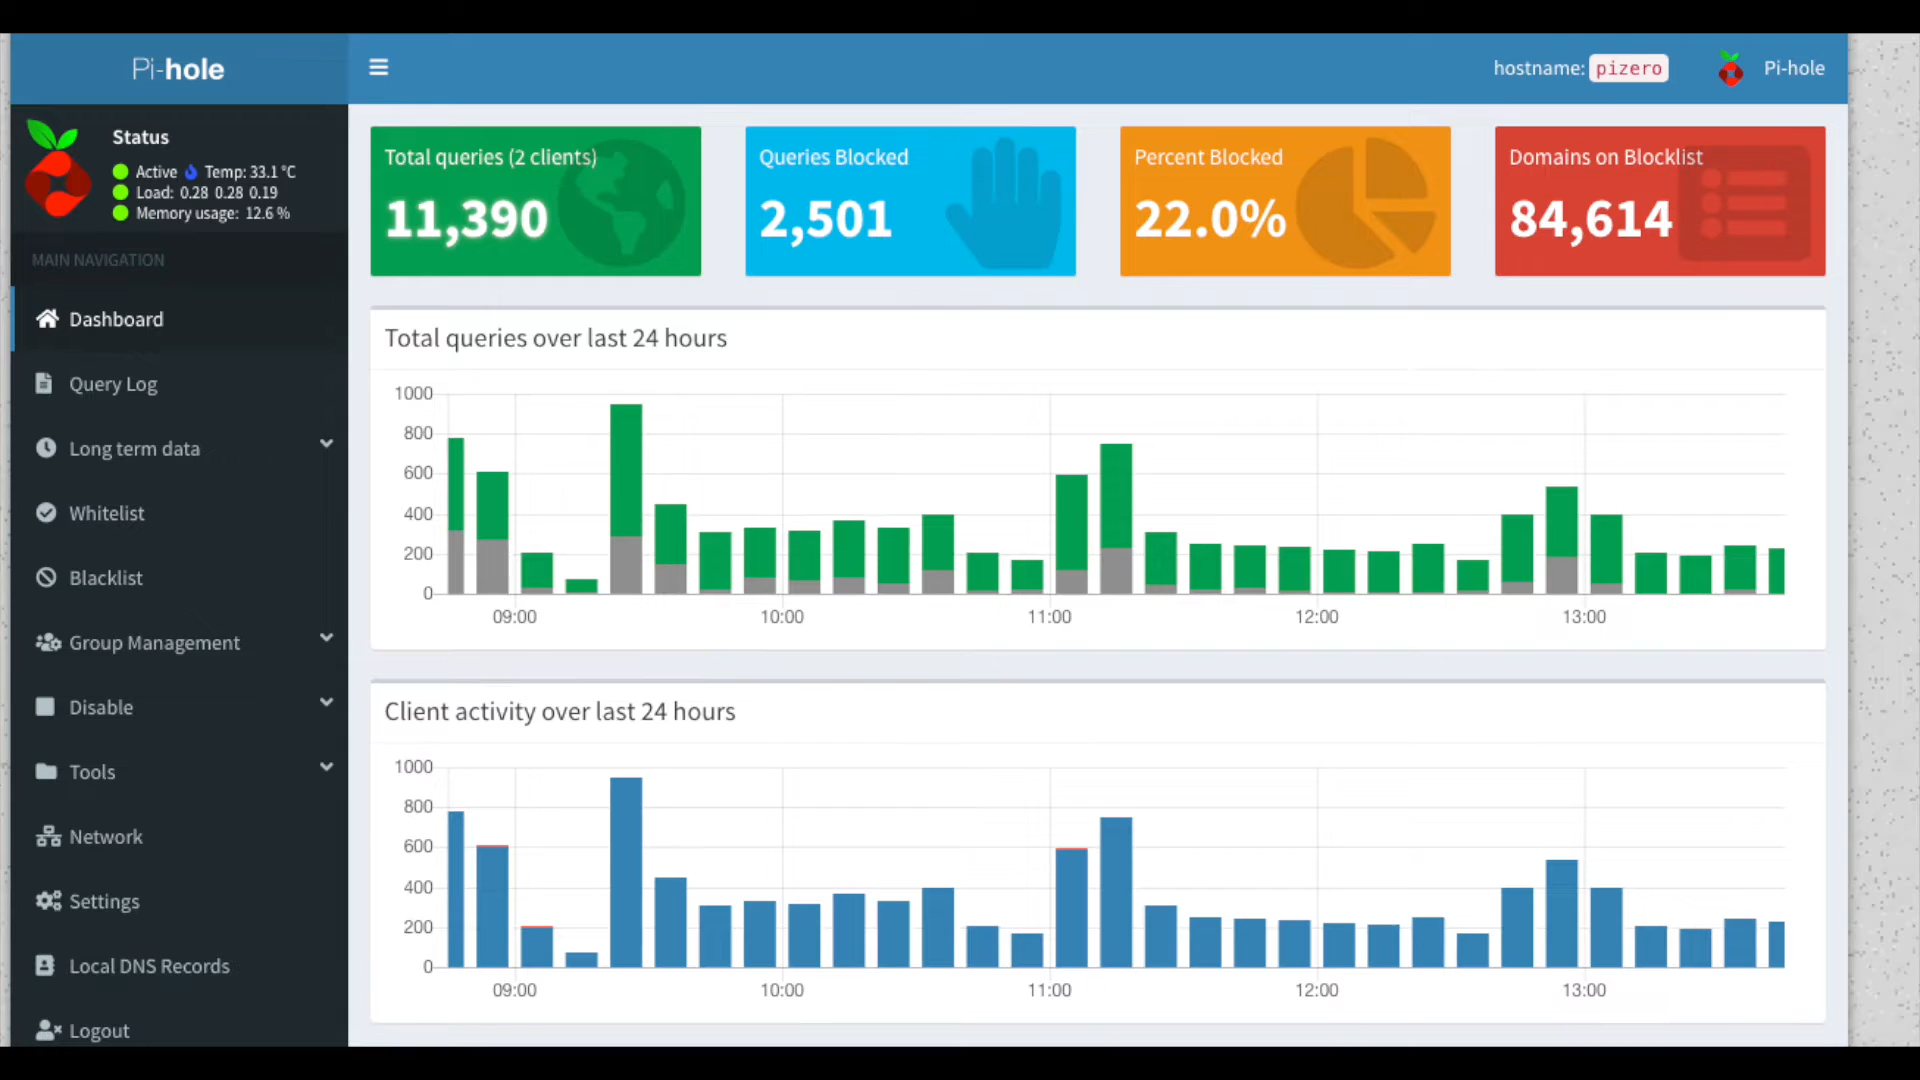 Pi-hole
hostname: pizero
Pi-hole
Status
Active Temp: 33.1 °C
Load: 0.28 0.28 0.19
Memory usage: 12.6 %
MAIN NAVIGATION
Dashboard
Query Log
Long term data
Whitelist
Blacklist
Group Management
Disable
Tools
Network
Settings
Local DNS Records
Logout
Total queries (2 clients)
11,390
Queries Blocked
2,501
Percent Blocked
22.0%
Domains on Blocklist
84,614
Total queries over last 24 hours
1000
800
600
400
200
0
09:00 10:00 11:00 12:00 13:00
Client activity over last 24 hours
1000
800
600
400
200
0
09:00 10:00 11:00 12:00 13:00